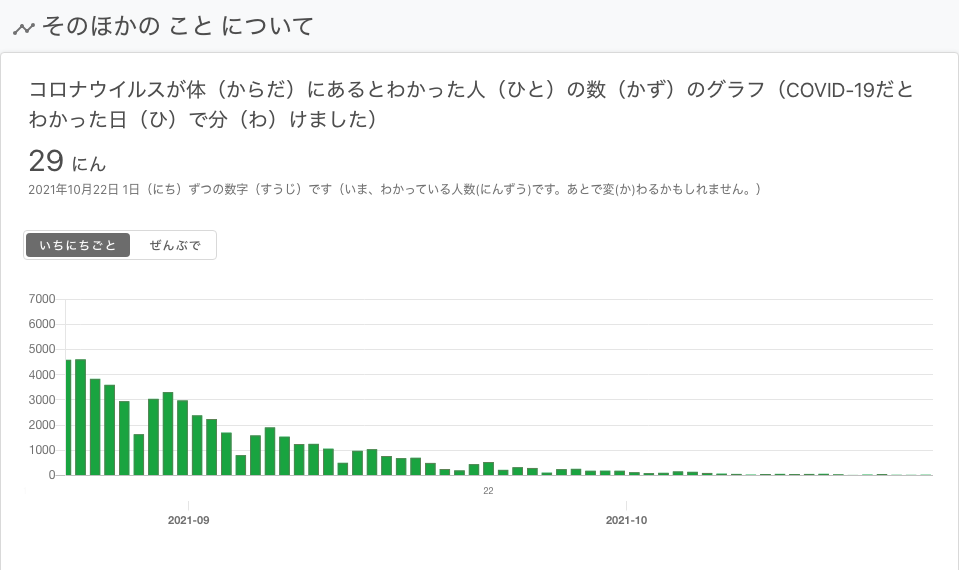 そのほかの こと について
コロナウイルスが体（からだ）にあるとわかった人（ひと）の数（かず）のグラフ（COVID-19だと
わかった日（ひ）で分（わ）けました）
29 にん
2021年10月22日 1日（にち）ずつの数字（すうじ）です（いま、わかっている人数(にんずう)です。あとで変(か)わるかもしれません。）
いちにちごと ぜんぶで
7000
6000
5000
4000
3000
2000
1000
0
22
2021-09 2021-10